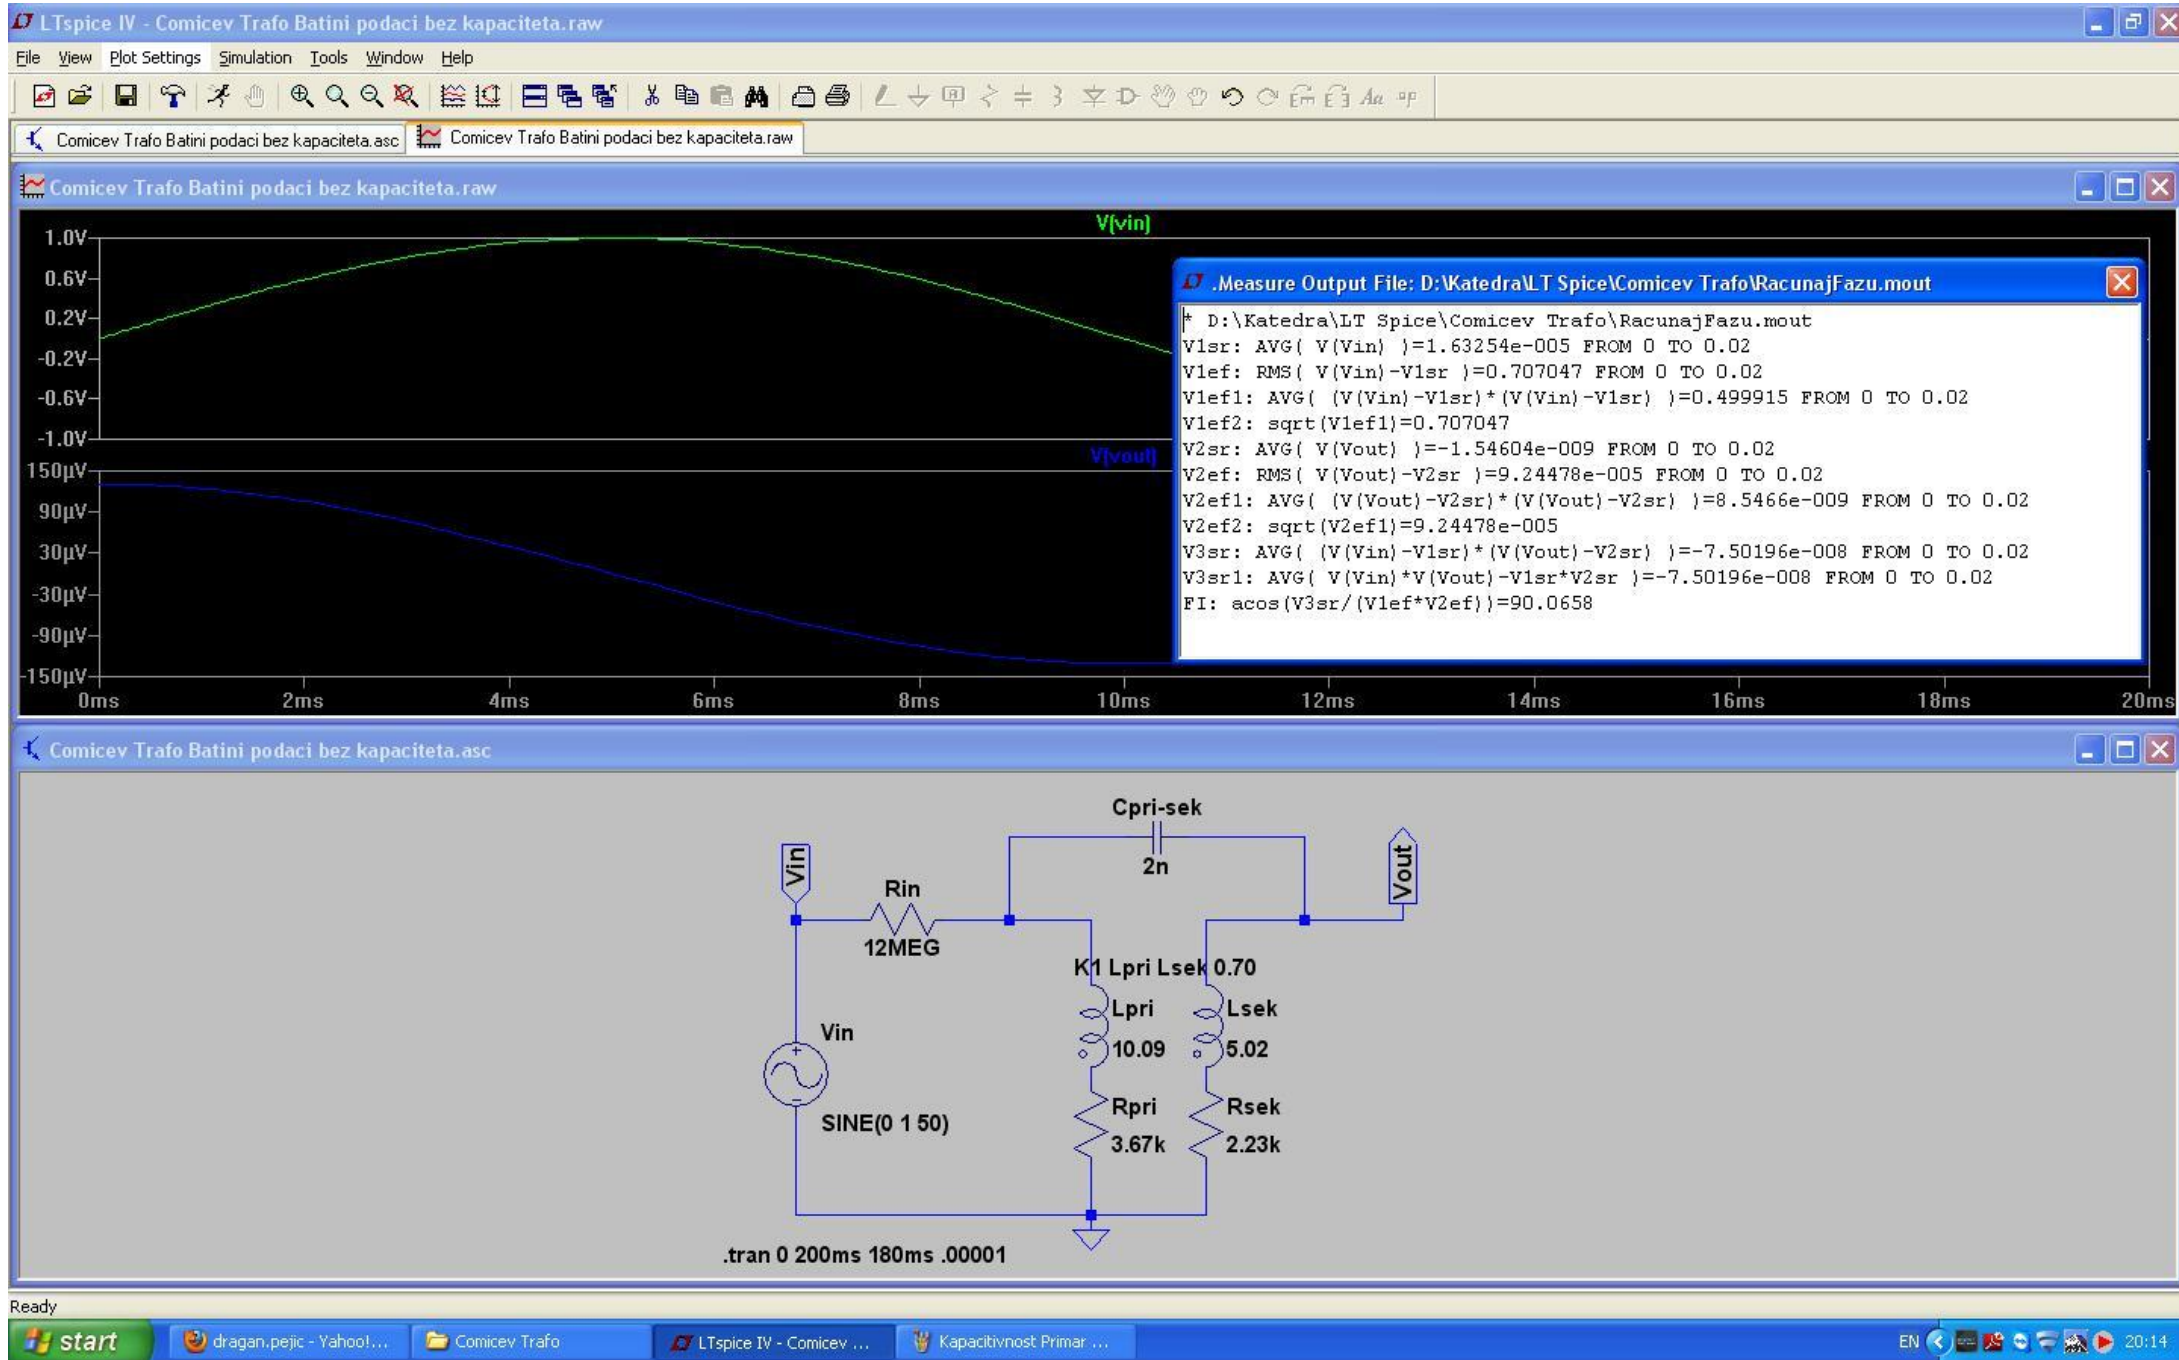 LTspice IV - Comicev Trafo Batini podaci bez kapaciteta.raw
File View Plot Settings Simulation Tools Window Help
Comicev Trafo Batini podaci bez kapaciteta.asc Comicev Trafo Batini podaci bez kapaciteta.raw
Comicev Trafo Batini podaci bez kapaciteta.raw
V(vin)
1.0V
0.6V
0.2V
-0.2V
-0.6V
-1.0V
V(vout)
150µV
90µV
30µV
-30µV
-90µV
-150µV
0ms 2ms 4ms 6ms 8ms 10ms 12ms 14ms 16ms 18ms 20ms
.Measure Output File: D:\Katedra\LT Spice\Comicev Trafo\RacunajFazu.mout
* D:\Katedra\LT Spice\Comicev Trafo\RacunajFazu.mout
V1sr: AVG( V(Vin) )=1.63254e-005 FROM 0 TO 0.02
V1ef: RMS( V(Vin)-V1sr )=0.707047 FROM 0 TO 0.02
V1ef1: AVG( (V(Vin)-V1sr)*(V(Vin)-V1sr) )=0.499915 FROM 0 TO 0.02
V1ef2: sqrt(V1ef1)=0.707047
V2sr: AVG( V(Vout) )=-1.54604e-009 FROM 0 TO 0.02
V2ef: RMS( V(Vout)-V2sr )=9.24478e-005 FROM 0 TO 0.02
V2ef1: AVG( (V(Vout)-V2sr)*(V(Vout)-V2sr) )=8.5466e-009 FROM 0 TO 0.02
V2ef2: sqrt(V2ef1)=9.24478e-005
V3sr: AVG( (V(Vin)-V1sr)*(V(Vout)-V2sr) )=-7.50196e-008 FROM 0 TO 0.02
V3sr1: AVG( V(Vin)*V(Vout)-V1sr*V2sr )=-7.50196e-008 FROM 0 TO 0.02
FI: acos(V3sr/(V1ef*V2ef))=90.0658
Comicev Trafo Batini podaci bez kapaciteta.asc
Cpri-sek
2n
Vin
Vout
Rin
12MEG
K1 Lpri Lsek 0.70
Lpri
10.09
Lsek
5.02
Vin
SINE(0 1 50)
Rpri
3.67k
Rsek
2.23k
.tran 0 200ms 180ms .00001
Ready
start dragan.pejic - Yahoo!... Comicev Trafo LTspice IV - Comicev ... Kapacitivnost Primar ... EN 20:14